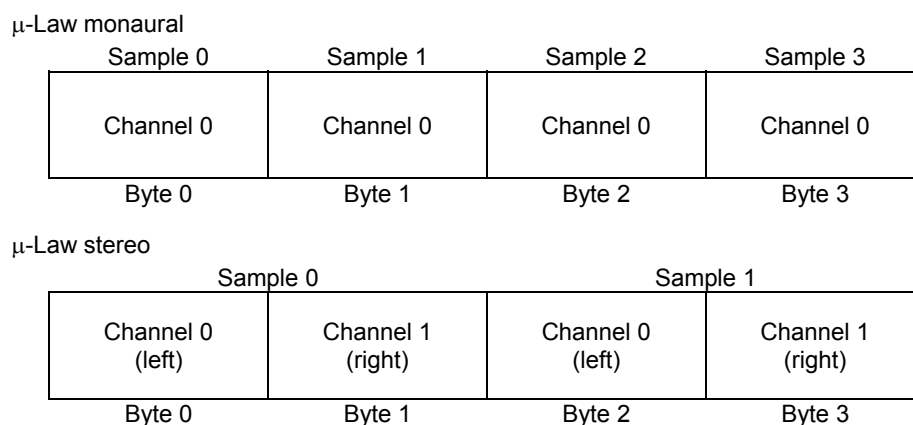 μ-Law monaural
Sample 0 Sample 1 Sample 2 Sample 3
Channel 0 Channel 0 Channel 0 Channel 0
Byte 0 Byte 1 Byte 2 Byte 3
μ-Law stereo
Sample 0 Sample 1
Channel 0 Channel 1 Channel 0 Channel 1
(left) (right) (left) (right)
Byte 0 Byte 1 Byte 2 Byte 3